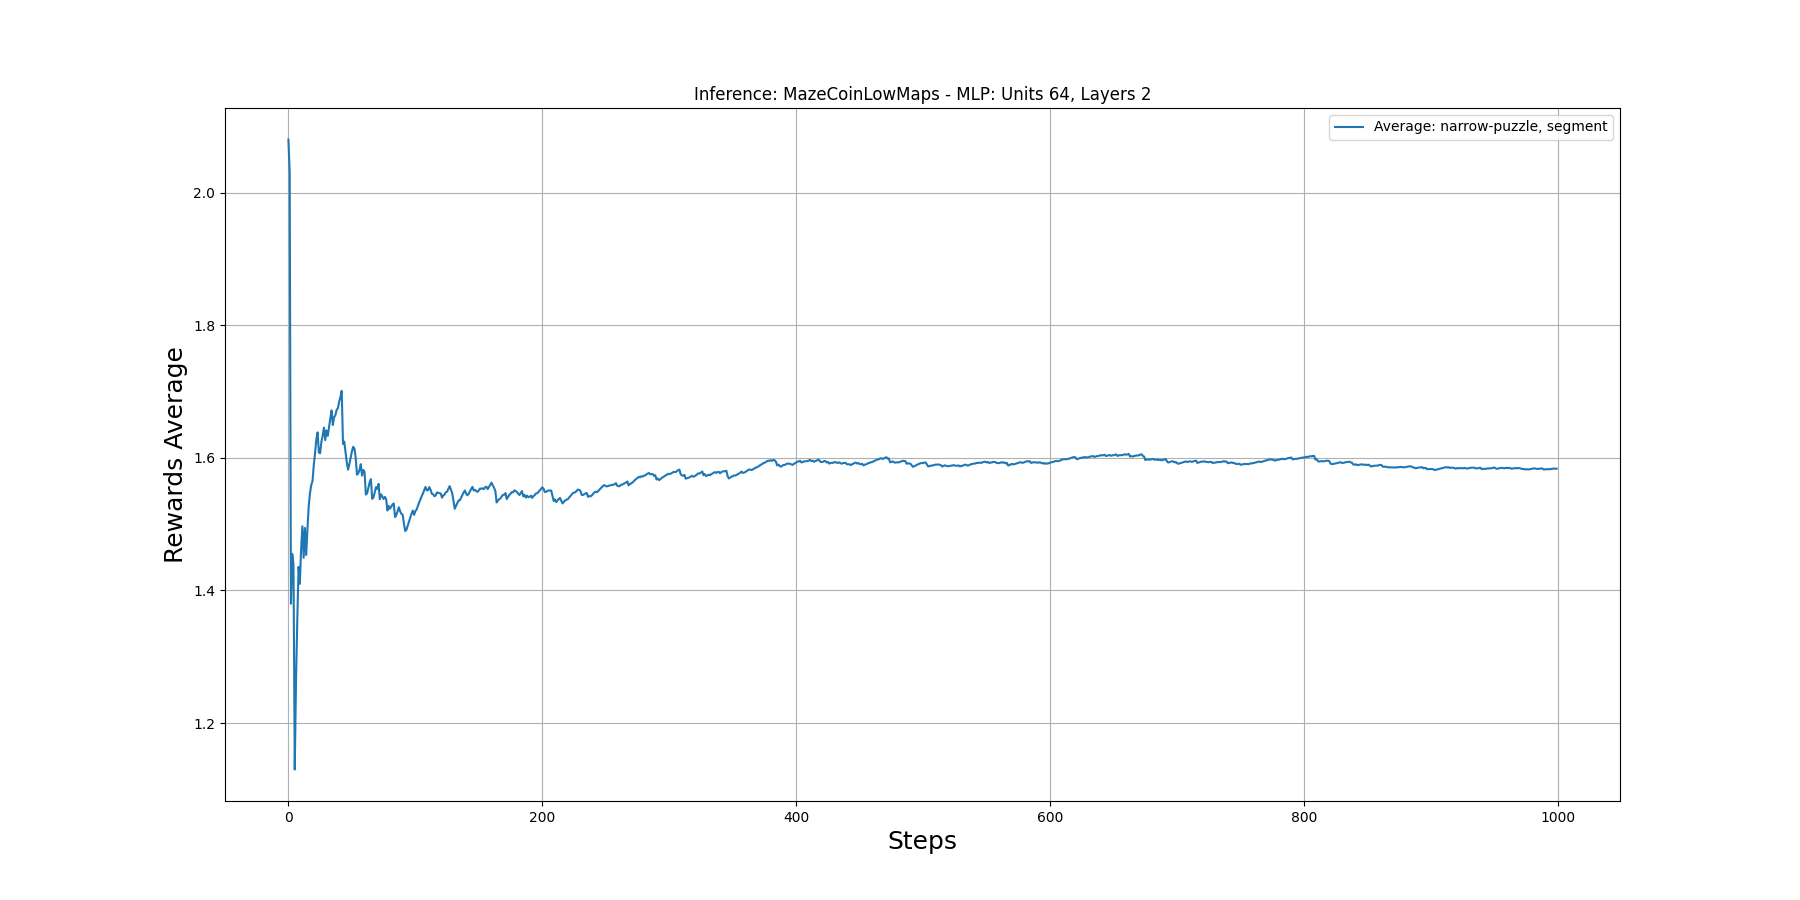 Inference: MazeCoinLowMaps - MLP: Units 64, Layers 2
Average: narrow-puzzle, segment
Rewards Average
2.0
1.8
1.6
1.4
1.2
0 200 400 600 800 1000
Steps